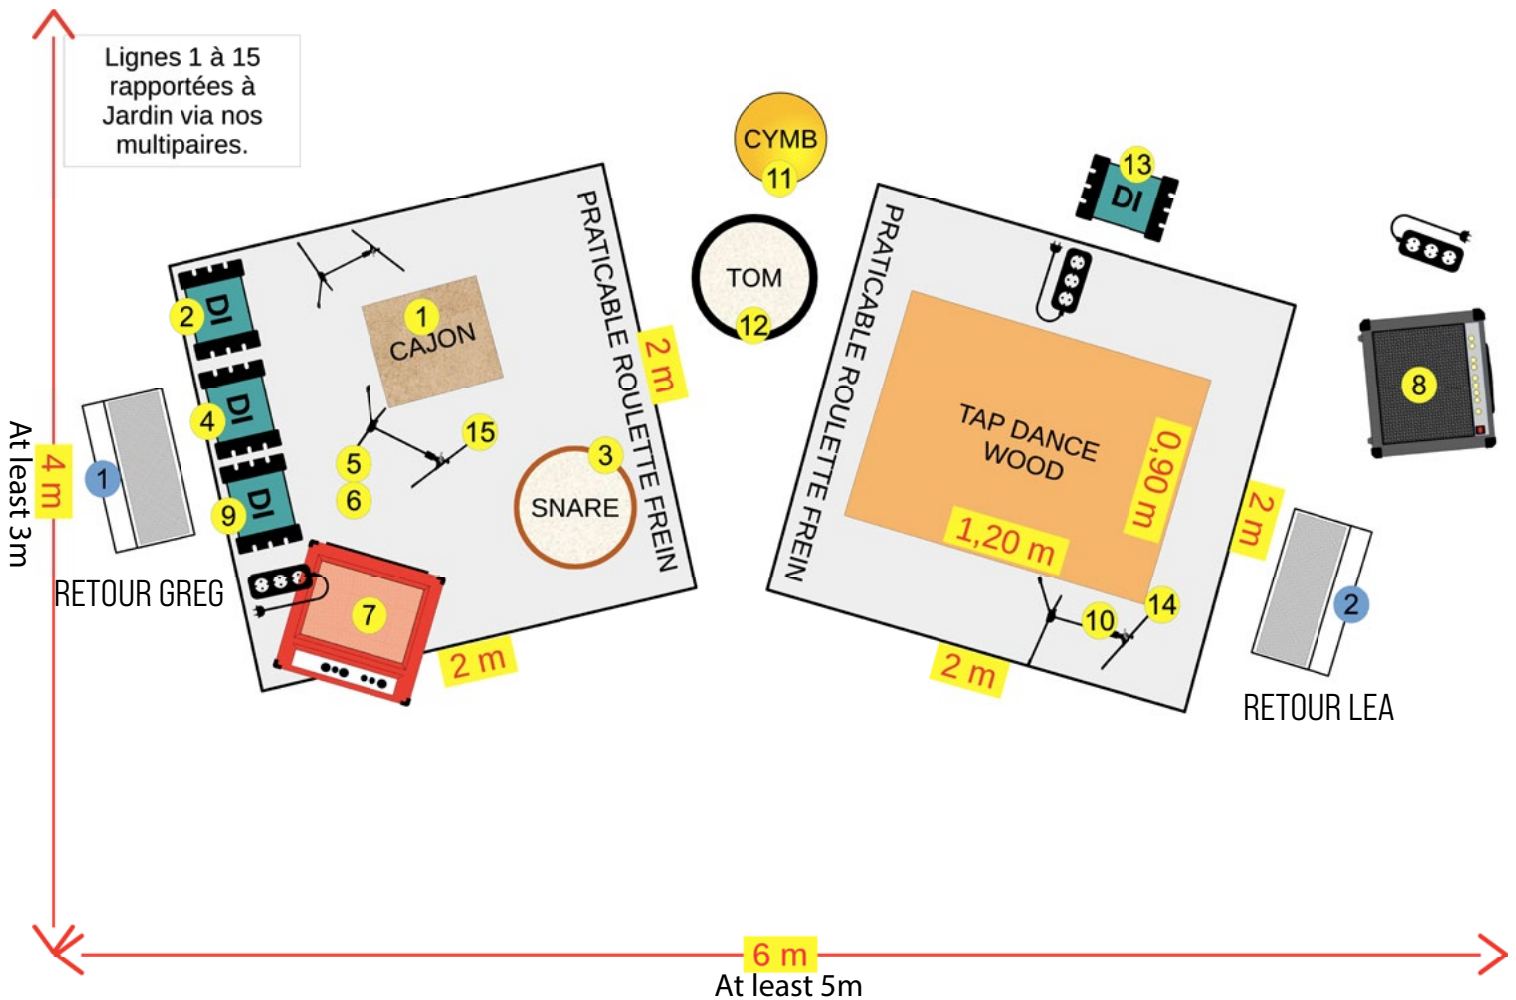 Lignes 1 à 15
rapportées à
Jardin via nos
multipaires.
CYMB
11
TOM
12
13
DI
PRATICABLE ROULETTE FREIN
2
DI
4
DI
9
DI
1
CAJON
5
6
15
3
SNARE
7
2 m
2 m
1
RETOUR GREG
PRATICABLE ROULETTE FREIN
TAP DANCE
WOOD
0,90 m
1,20 m
10
14
2 m
2 m
8
2
RETOUR LEA
4 m
At least 3m
6 m
At least 5m